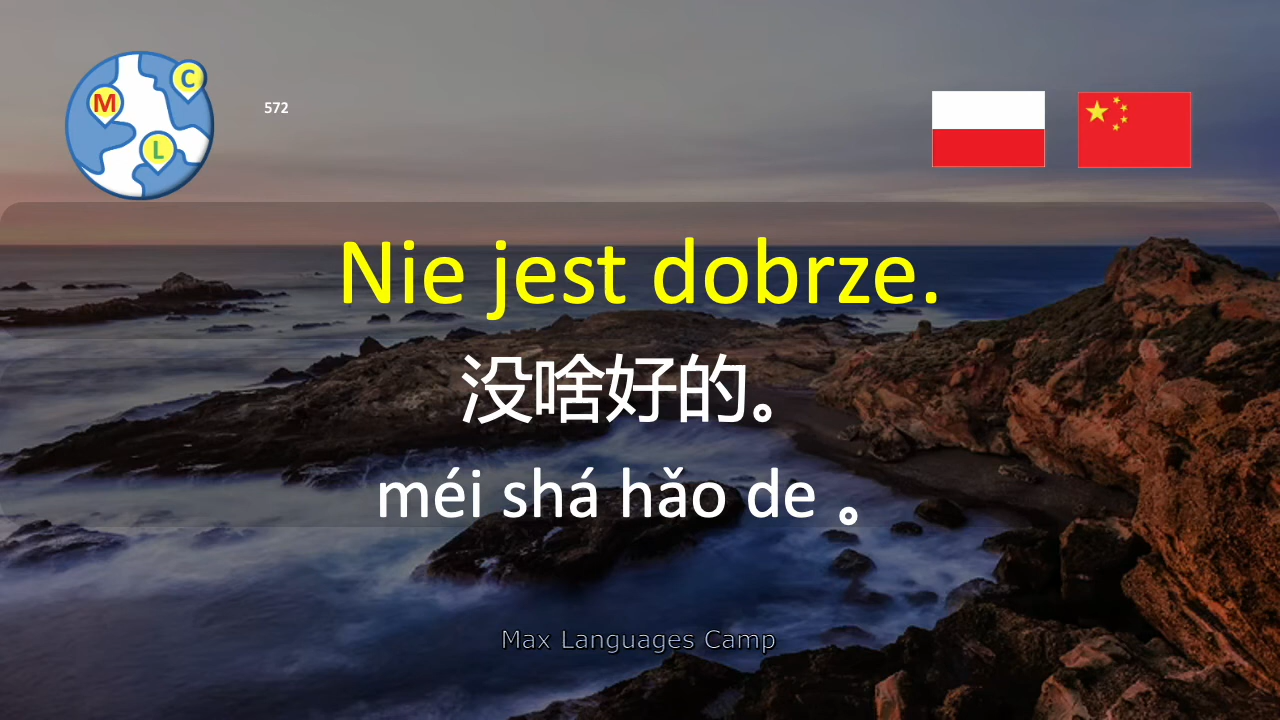 C
M
L
572
Nie jest dobrze.
没啥好的。
méi shá hǎo de 。
Max Languages Camp